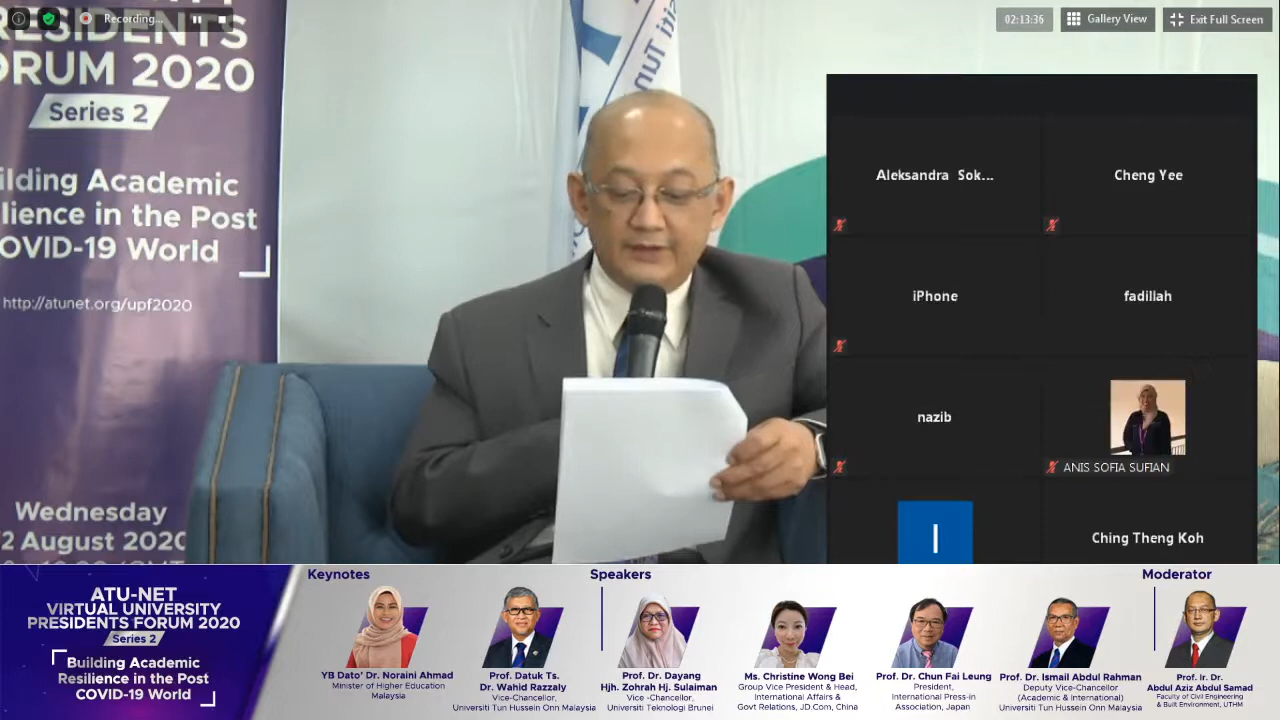 Recording...
02:13:36
Gallery View
Exit Full Screen
FORUM 2020
Series 2
Academic
in the Post
COVID-19 World
http://atunet.org/upf2020
Wednesday
August 2020
Aleksandra Sok...
Cheng Yee
iPhone
fadillah
nazib
ANIS SOFIA SUFIAN
I
Ching Theng Koh
ATU-NET
VIRTUAL UNIVERSITY
PRESIDENTS FORUM 2020
Series 2
Building Academic
Resilience in the Post
COVID-19 World
Keynotes
YB Dato' Dr. Noraini Ahmad
Minister of Higher Education
Malaysia
Prof. Datuk Ts.
Dr. Wahid Razzaly
Vice-Chancellor,
Universiti Tun Hussein Onn Malaysia
Speakers
Prof. Dr. Dayang
Hjh. Zohrah Hj. Sulaiman
Vice -Chancellor,
Universiti Teknologi Brunei
Ms. Christine Wong Bei
Group Vice President & Head,
International Affairs &
Govt Relations, JD.Com, China
Prof. Dr. Chun Fai Leung
President,
International Press-in
Association, Japan
Prof. Dr. Ismail Abdul Rahman
Deputy Vice-Chancellor
(Academic & International)
Universiti Tun Hussein Onn Malaysia
Moderator
Prof. Ir. Dr.
Abdul Aziz Abdul Samad
Faculty of Civil Engineering
& Built Environment, UTHM